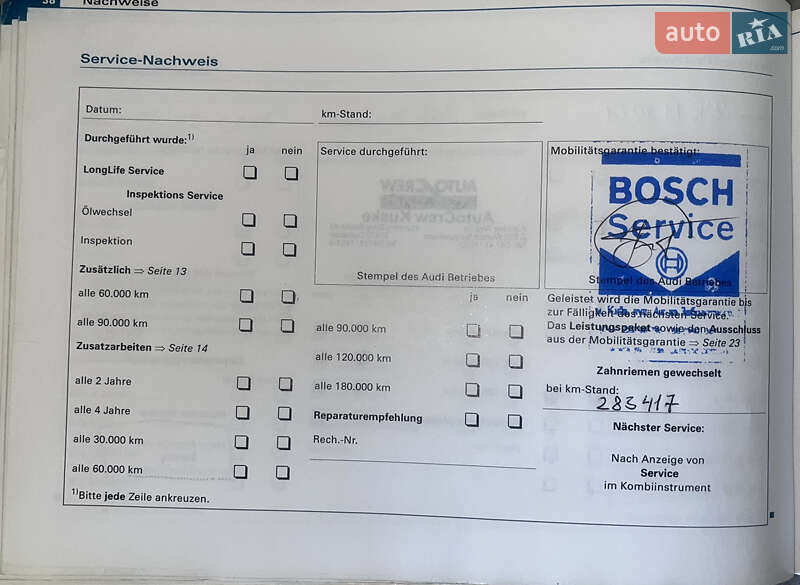 38 Nachweise
auto RIA.com
Service-Nachweis
Datum:
km-Stand:
Durchgeführt wurde:1)
ja nein
LongLife Service
Inspektions Service
Ölwechsel
Inspektion
Zusätzlich ⇒ Seite 13
alle 60.000 km
alle 90.000 km
Zusatzarbeiten ⇒ Seite 14
alle 2 Jahre
alle 4 Jahre
alle 30.000 km
alle 60.000 km
1)Bitte jede Zeile ankreuzen.
Service durchgeführt:
AUTO CREW
AutoCrew Kuske
Stempel des Audi Betriebes
ja nein
alle 90.000 km
alle 120.000 km
alle 180.000 km
Reparaturempfehlung
Rech.-Nr.
Mobilitätsgarantie bestätigt:
BOSCH
Service
Stempel des Audi Betriebes
Geleistet wird die Mobilitätsgarantie bis
zur Fälligkeit des Nächsten Service.
Das Leistungspaket sowie den Ausschluss
aus der Mobilitätsgarantie ⇒ Seite 23
Zahnriemen gewechselt
bei km-Stand:
283417
Nächster Service:
Nach Anzeige von
Service
im Kombiinstrument